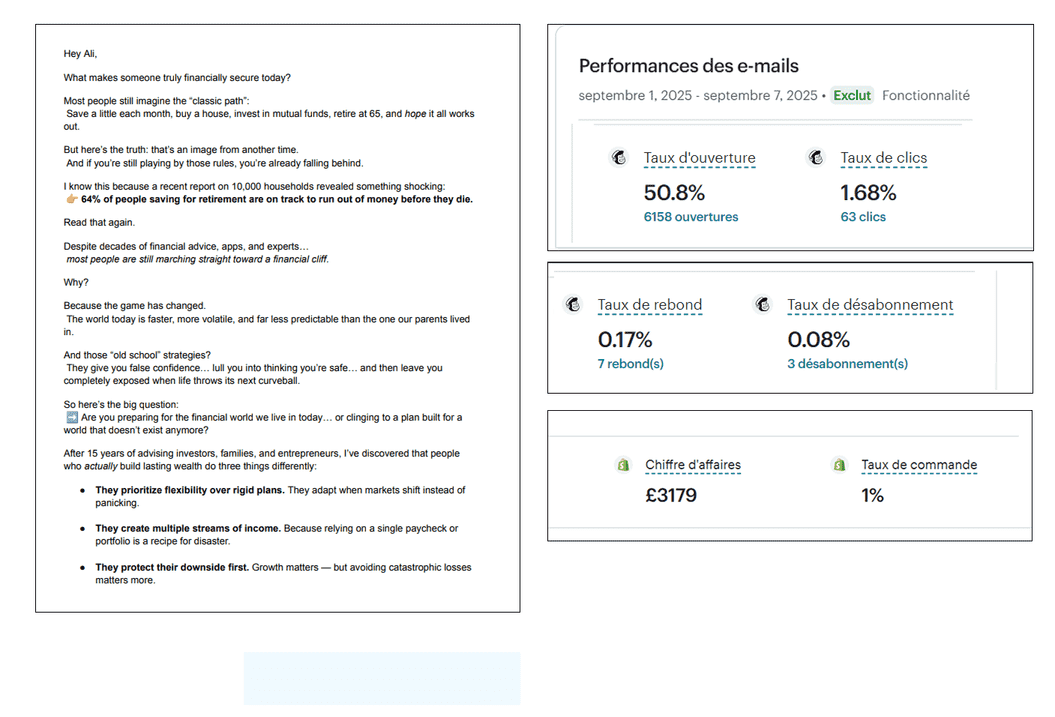 Hey Ali,
What makes someone truly financially secure today?
Most people still imagine the “classic path”:
Save a little each month, buy a house, invest in mutual funds, retire at 65, and hope it all works
out.
But here’s the truth: that’s an image from another time.
And if you’re still playing by those rules, you’re already falling behind.
I know this because a recent report on 10,000 households revealed something shocking:
👉🏼 64% of people saving for retirement are on track to run out of money before they die.
Read that again.
Despite decades of financial advice, apps, and experts…
most people are still marching straight toward a financial cliff.
Why?
Because the game has changed.
The world today is faster, more volatile, and far less predictable than the one our parents lived
in.
And those “old school” strategies?
They give you false confidence… lull you into thinking you’re safe… and then leave you
completely exposed when life throws its next curveball.
So here’s the big question:
➡️ Are you preparing for the financial world we live in today… or clinging to a plan built for a
world that doesn’t exist anymore?
After 15 years of advising investors, families, and entrepreneurs, I’ve discovered that people
who actually build lasting wealth do three things differently:
● They prioritize flexibility over rigid plans. They adapt when markets shift instead of
panicking.
● They create multiple streams of income. Because relying on a single paycheck or
portfolio is a recipe for disaster.
● They protect their downside first. Growth matters — but avoiding catastrophic losses
matters more.
Performances des e-mails
septembre 1, 2025 - septembre 7, 2025 • Exclut Fonctionnalité
Taux d'ouverture Taux de clics
50.8% 1.68%
6158 ouvertures 63 clics
Taux de rebond Taux de désabonnement
0.17% 0.08%
7 rebond(s) 3 désabonnement(s)
Chiffre d'affaires Taux de commande
£3179 1%